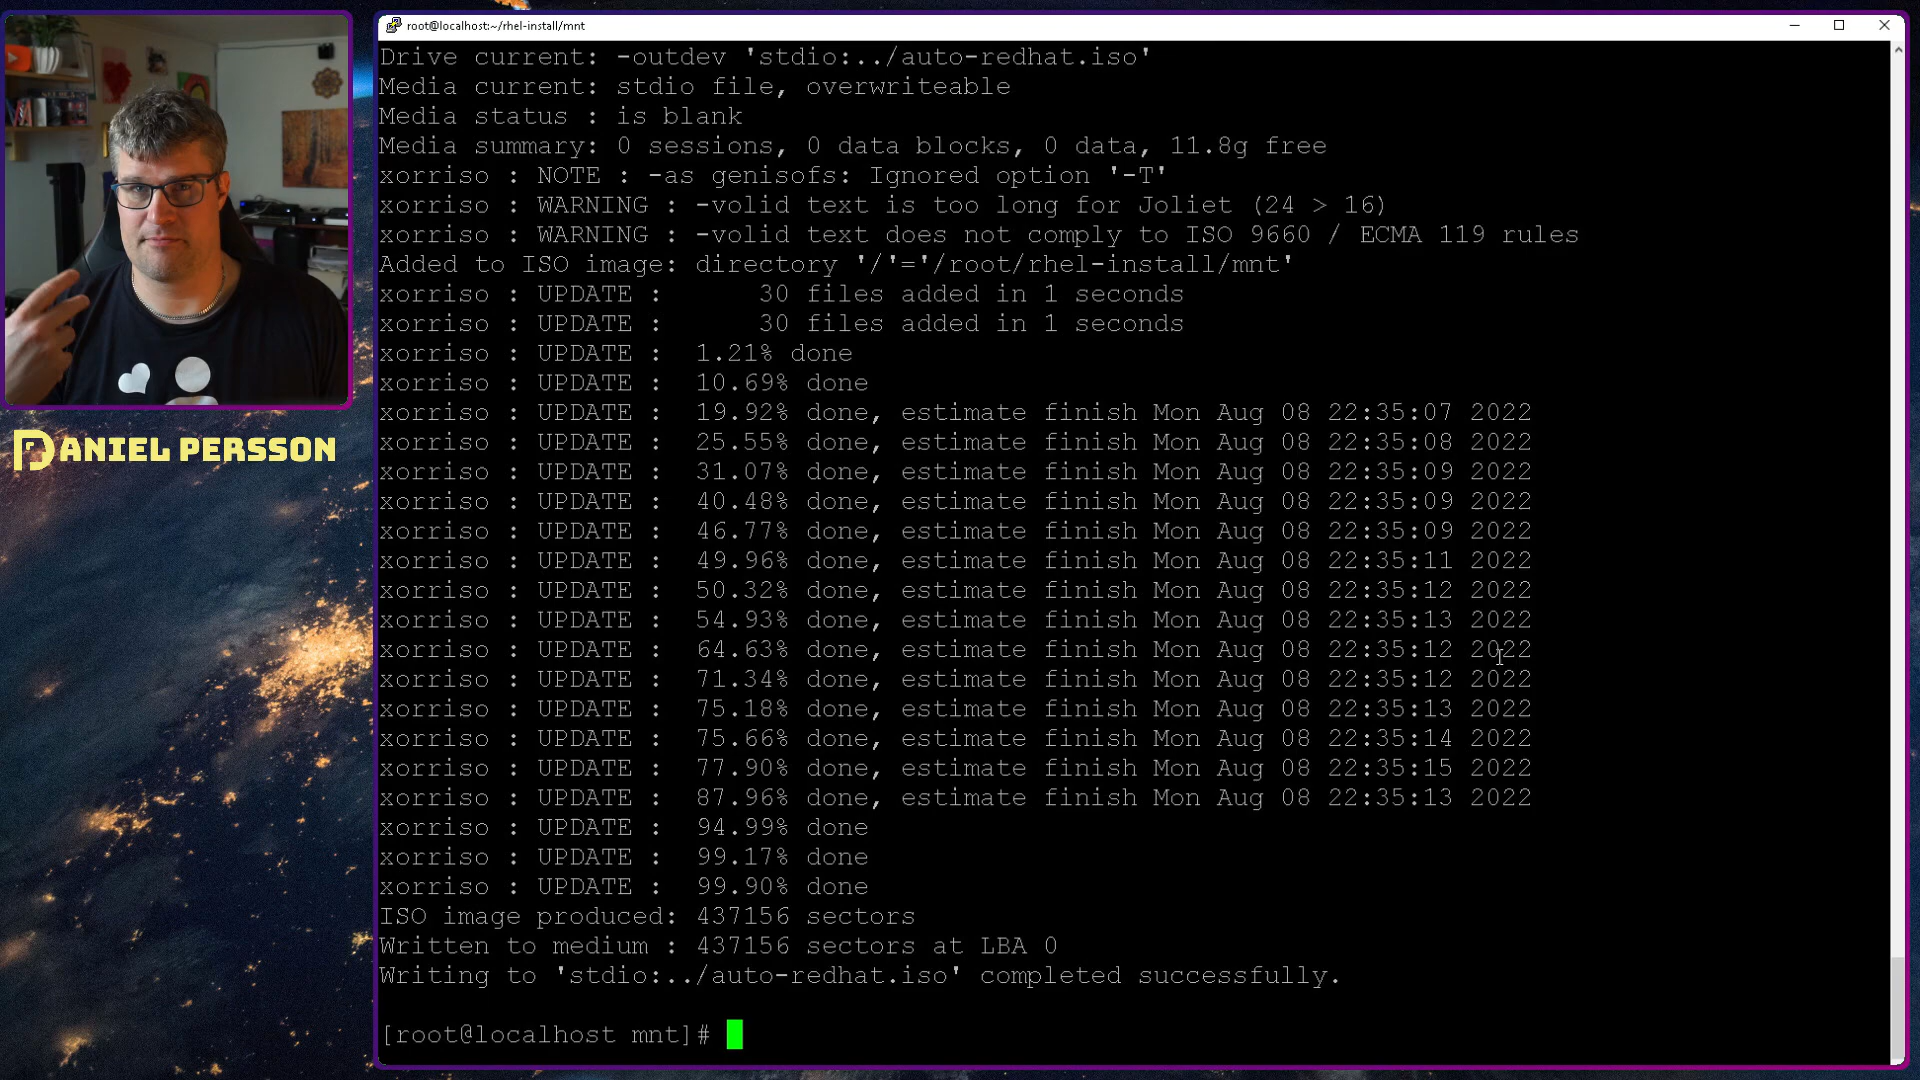 root@localhost:~/rhel-install/mnt
Drive current: -outdev 'stdio:../auto-redhat.iso'
Media current: stdio file, overwriteable
Media status : is blank
Media summary: 0 sessions, 0 data blocks, 0 data, 11.8g free
xorriso : NOTE : -as genisofs: Ignored option '-T'
xorriso : WARNING : -volid text is too long for Joliet (24 > 16)
xorriso : WARNING : -volid text does not comply to ISO 9660 / ECMA 119 rules
Added to ISO image: directory '/'='/root/rhel-install/mnt'
xorriso : UPDATE :      30 files added in 1 seconds
xorriso : UPDATE :      30 files added in 1 seconds
xorriso : UPDATE :  1.21% done
xorriso : UPDATE :  10.69% done
xorriso : UPDATE :  19.92% done, estimate finish Mon Aug 08 22:35:07 2022
xorriso : UPDATE :  25.55% done, estimate finish Mon Aug 08 22:35:08 2022
xorriso : UPDATE :  31.07% done, estimate finish Mon Aug 08 22:35:09 2022
xorriso : UPDATE :  40.48% done, estimate finish Mon Aug 08 22:35:09 2022
xorriso : UPDATE :  46.77% done, estimate finish Mon Aug 08 22:35:09 2022
xorriso : UPDATE :  49.96% done, estimate finish Mon Aug 08 22:35:11 2022
xorriso : UPDATE :  50.32% done, estimate finish Mon Aug 08 22:35:12 2022
xorriso : UPDATE :  54.93% done, estimate finish Mon Aug 08 22:35:13 2022
xorriso : UPDATE :  64.63% done, estimate finish Mon Aug 08 22:35:12 2022
xorriso : UPDATE :  71.34% done, estimate finish Mon Aug 08 22:35:12 2022
xorriso : UPDATE :  75.18% done, estimate finish Mon Aug 08 22:35:13 2022
xorriso : UPDATE :  75.66% done, estimate finish Mon Aug 08 22:35:14 2022
xorriso : UPDATE :  77.90% done, estimate finish Mon Aug 08 22:35:15 2022
xorriso : UPDATE :  87.96% done, estimate finish Mon Aug 08 22:35:13 2022
xorriso : UPDATE :  94.99% done
xorriso : UPDATE :  99.17% done
xorriso : UPDATE :  99.90% done
ISO image produced: 437156 sectors
Written to medium : 437156 sectors at LBA 0
Writing to 'stdio:../auto-redhat.iso' completed successfully.
[root@localhost mnt]#
DANIEL PERSSON